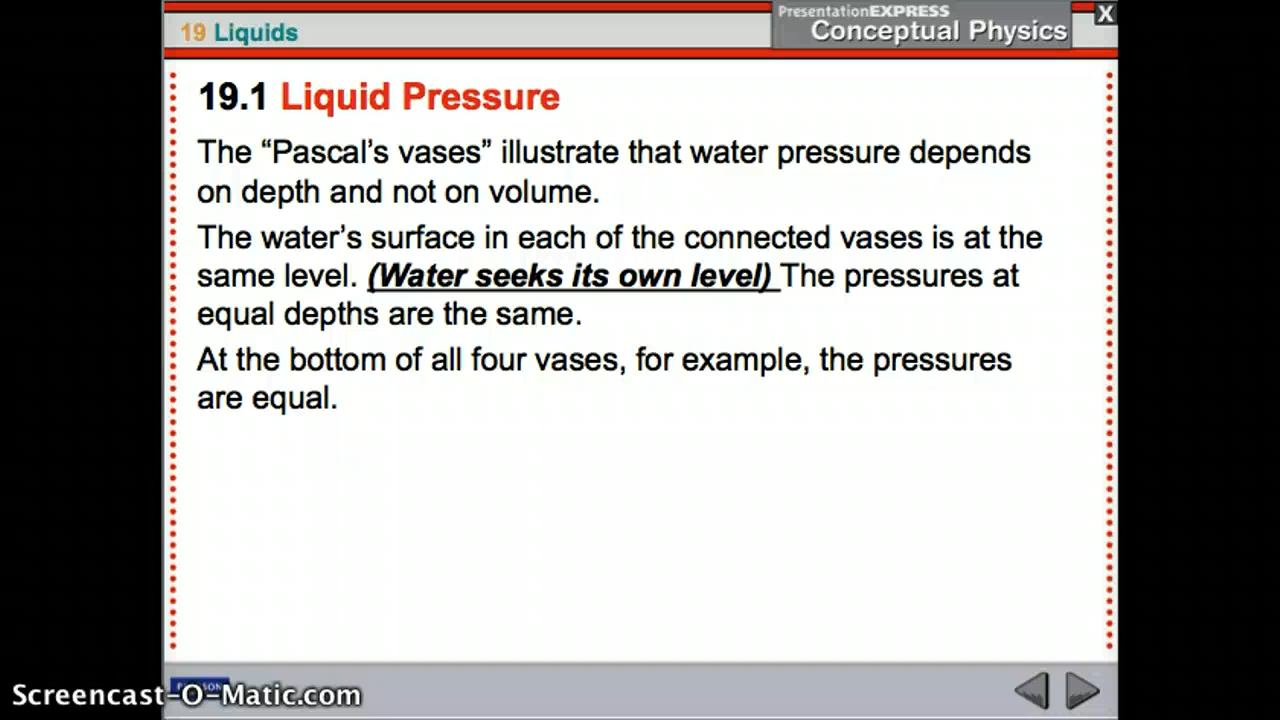 PresentationEXPRESS
X
19 Liquids
Conceptual Physics
19.1 Liquid Pressure
The “Pascal’s vases” illustrate that water pressure depends
on depth and not on volume.
The water’s surface in each of the connected vases is at the
same level. (Water seeks its own level) The pressures at
equal depths are the same.
At the bottom of all four vases, for example, the pressures
are equal.
Screencast-O-Matic.com